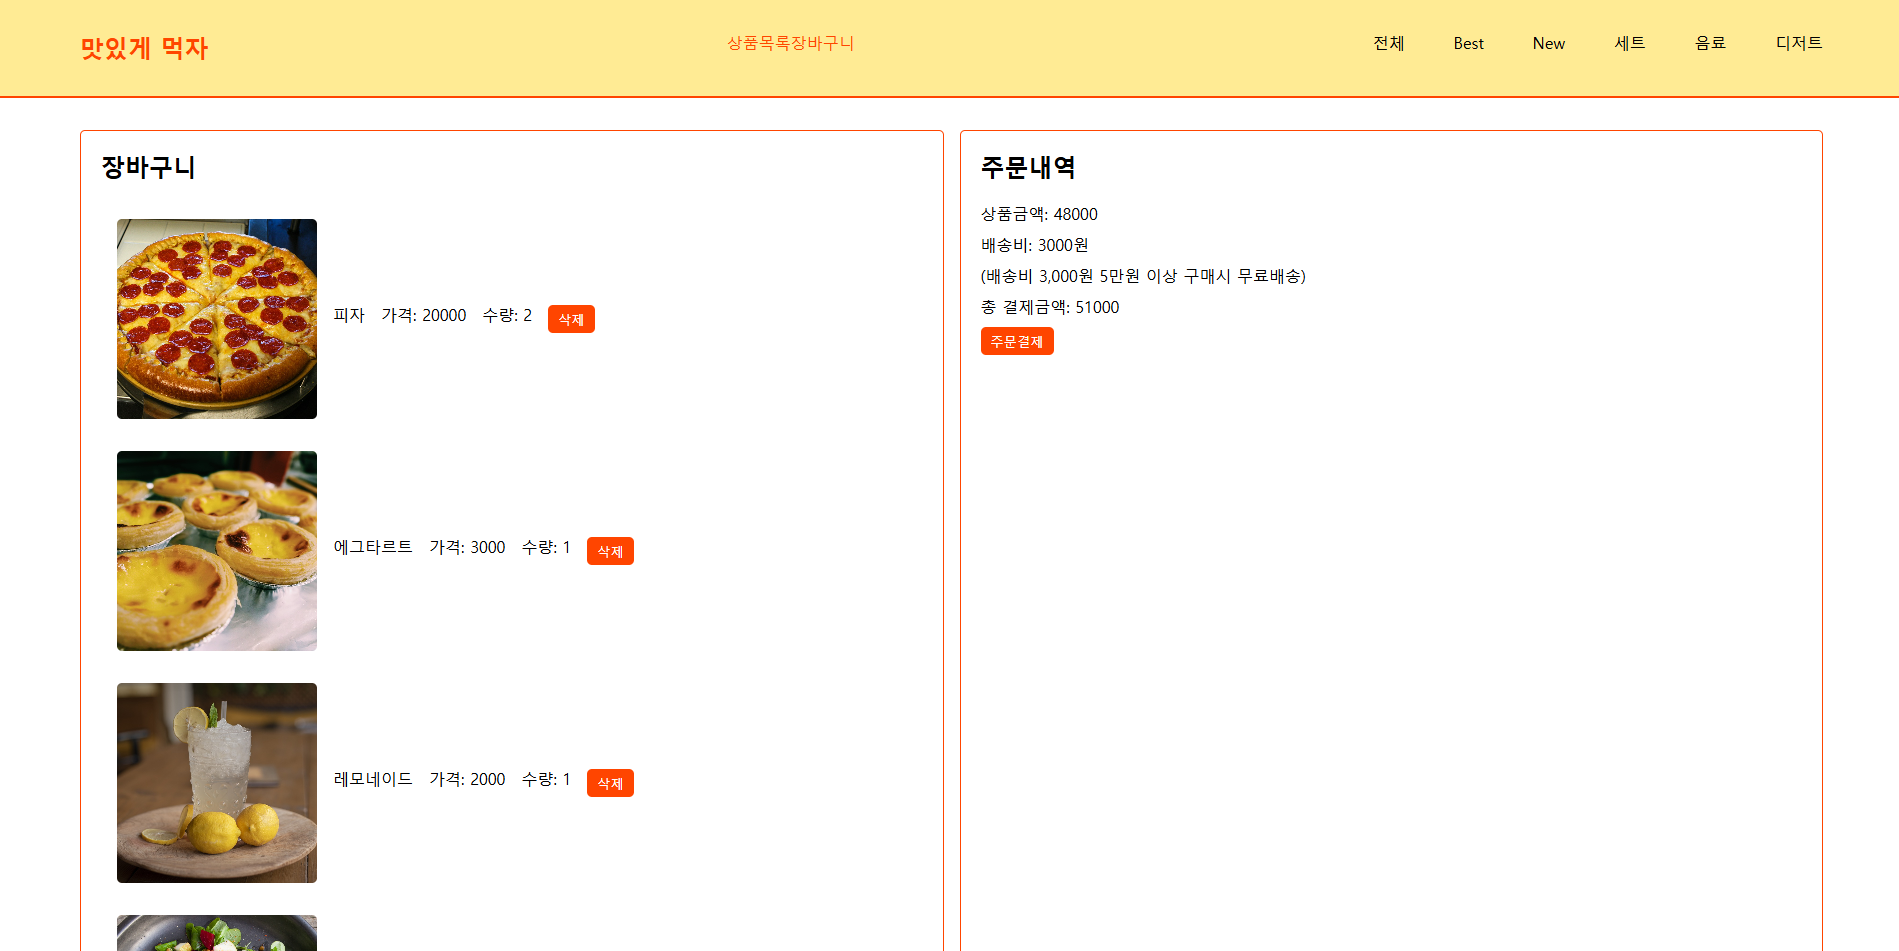 맛있게 먹자
상품목록장바구니
전체 Best New 세트 음료 디저트
장바구니
피자 가격: 20000 수량: 2 삭제
에그타르트 가격: 3000 수량: 1 삭제
레모네이드 가격: 2000 수량: 1 삭제
주문내역
상품금액: 48000
배송비: 3000원
(배송비 3,000원 5만원 이상 구매시 무료배송)
총 결제금액: 51000
주문결제